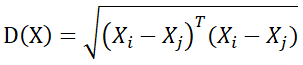 D(X) = √((X_i − X_j)^T (X_i − X_j))